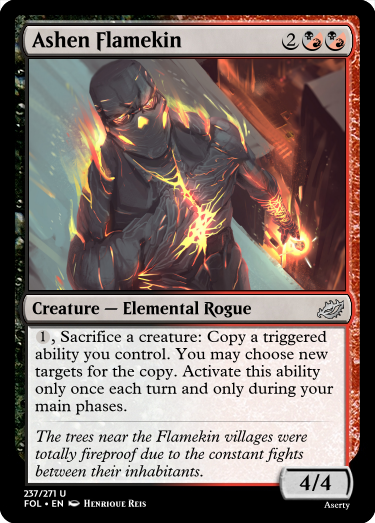 Ashen Flamekin 2
Creature — Elemental Rogue
1, Sacrifice a creature: Copy a triggered
ability you control. You may choose new
targets for the copy. Activate this ability
only once each turn and only during your
main phases.
The trees near the Flamekin villages were
totally fireproof due to the constant fights
between their inhabitants.
4/4
237/271 U
FOL • EN Henrique Reis
Aserty